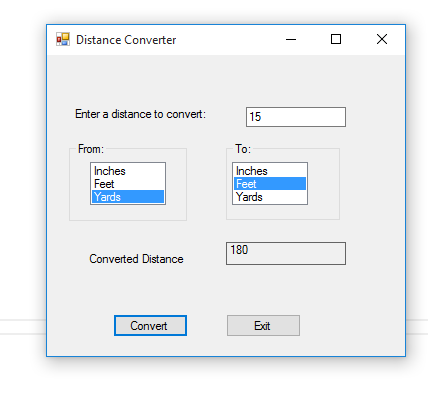 Distance Converter
Enter a distance to convert: 15
From: To:
Inches Inches
Feet Feet
Yards Yards
Converted Distance 180
Convert Exit